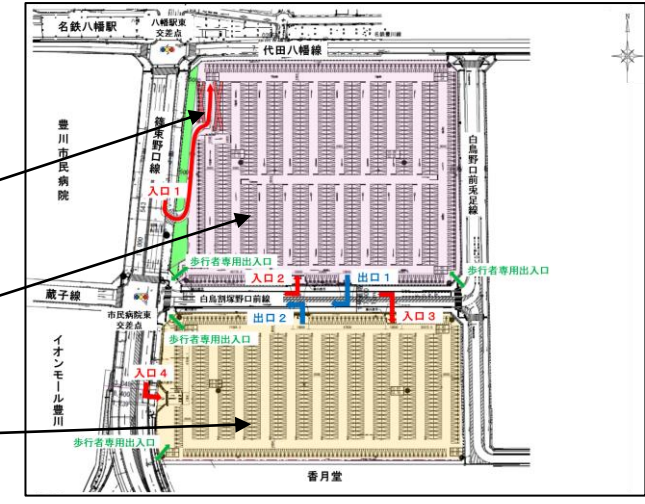 名鉄八幡駅
八幡駅東
交差点
代田八幡線
N
豊川市民病院
篠束野口線
白鳥野口前兎足線
入口1
歩行者専用出入口
入口2
出口1
歩行者専用出入口
蔵子線
白鳥割塚野口前線
市民病院東
交差点
出口2
入口3
歩行者専用出入口
イオンモール豊川
入口4
歩行者専用出入口
香月堂